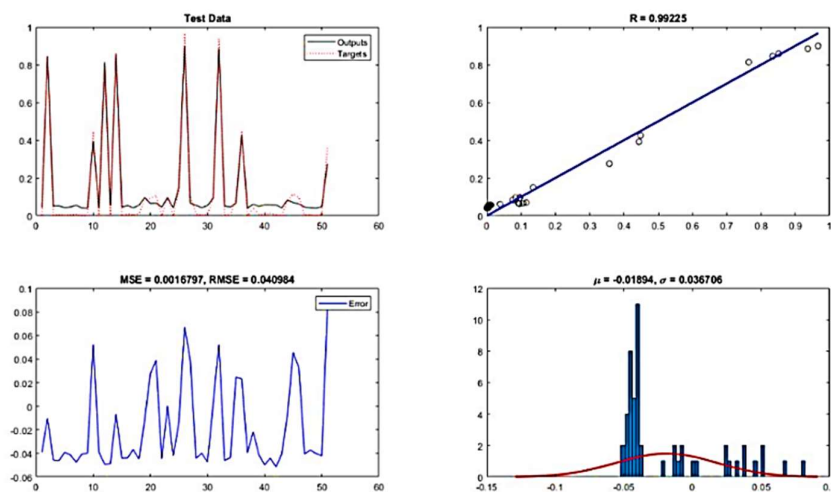 Test Data
1
0.8
0.6
0.4
0.2
0
0 10 20 30 40 50 60
Outputs
Targets
R = 0.99225
1
0.8
0.6
0.4
0.2
0
0 0.1 0.2 0.3 0.4 0.5 0.6 0.7 0.8 0.9 1
MSE = 0.0016797, RMSE = 0.040984
0.1
0.08
0.06
0.04
0.02
0
-0.02
-0.04
-0.06
0 10 20 30 40 50 60
Error
μ = -0.01894, σ = 0.036706
12
10
8
6
4
2
0
-0.15 -0.1 -0.05 0 0.05 0.